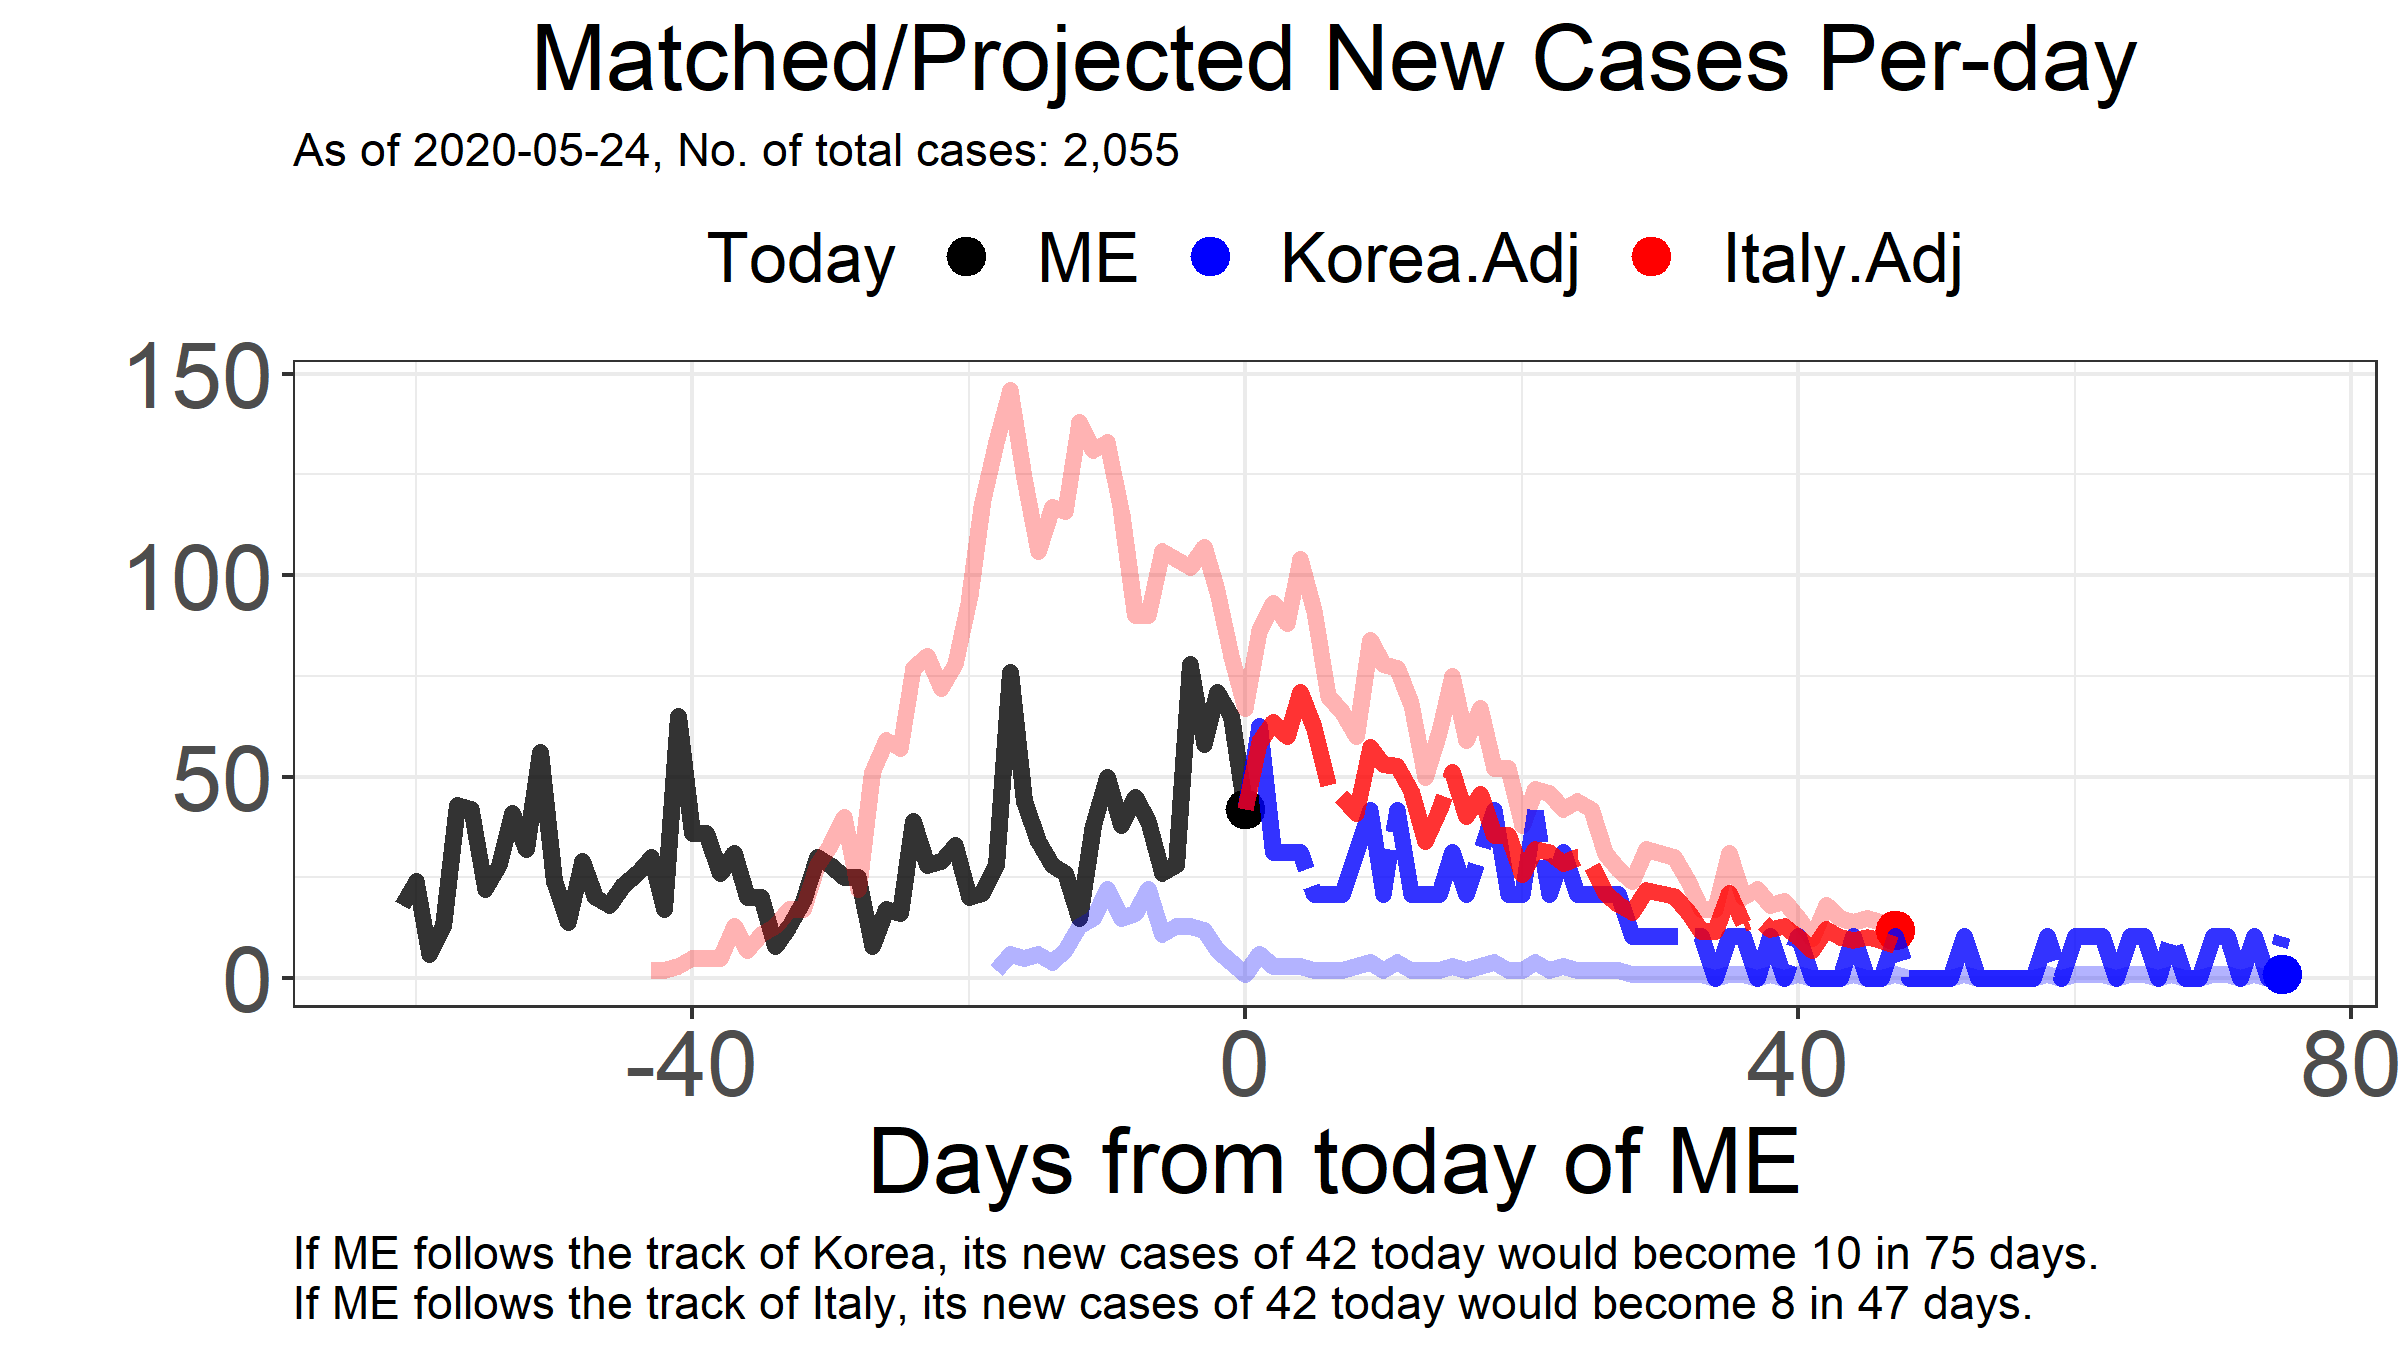 Matched/Projected New Cases Per-day
As of 2020-05-24, No. of total cases: 2,055
Today ME Korea.Adj Italy.Adj
150
100
50
0
-40 0 40 80
Days from today of ME
If ME follows the track of Korea, its new cases of 42 today would become 10 in 75 days.
If ME follows the track of Italy, its new cases of 42 today would become 8 in 47 days.